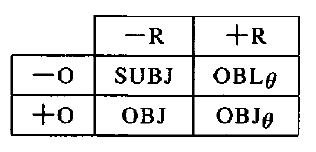 −R +R
−O SUBJ OBLθ
+O OBJ OBJθ